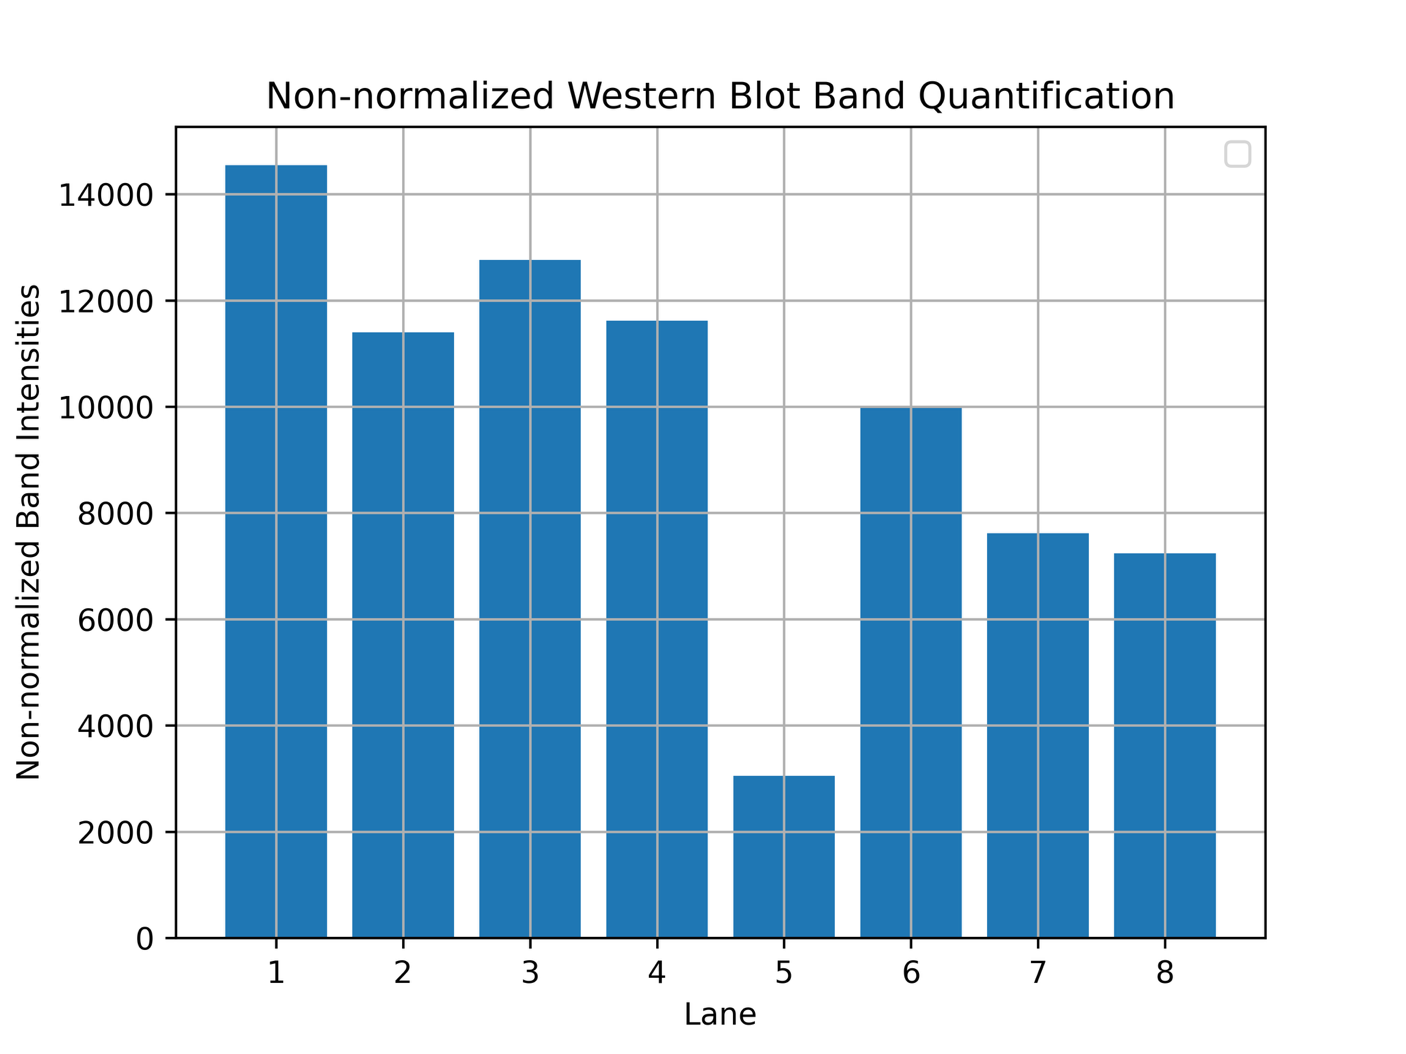 Non-normalized Western Blot Band Quantification
Non-normalized Band Intensities
14000
12000
10000
8000
6000
4000
2000
0
1 2 3 4 5 6 7 8
Lane